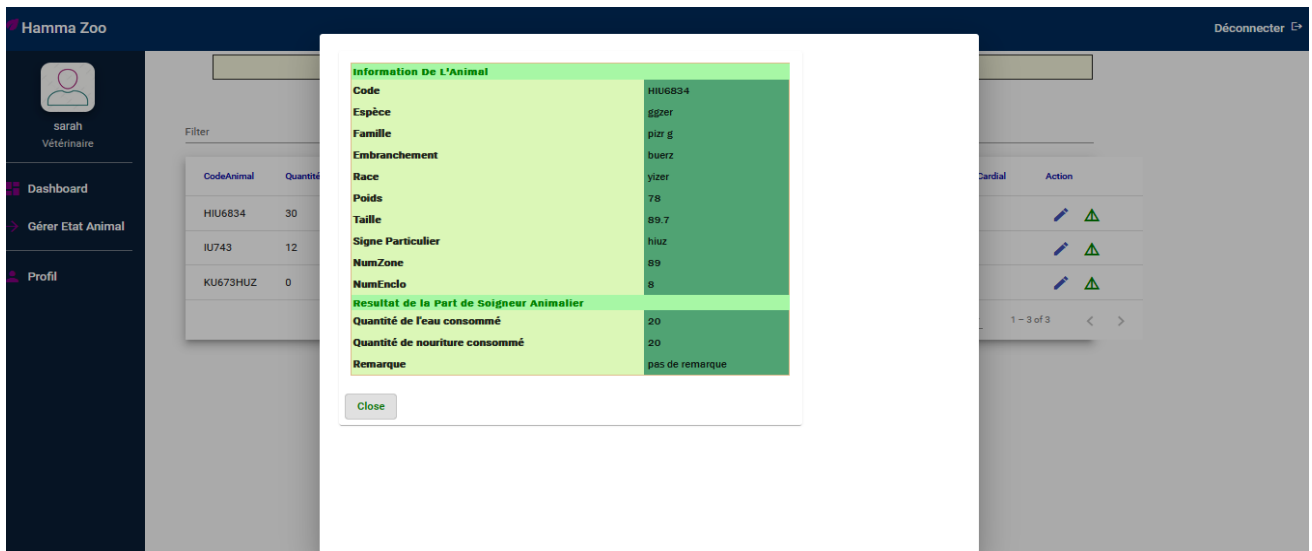 Hamma Zoo
Déconnecter
sarah
Vétérinaire
Dashboard
Gérer Etat Animal
Profil
Filter
CodeAnimal Quantité Cardial Action
HIU6834 30
IU743 12
KU673HUZ 0
1 – 3 of 3
Information De L'Animal
Code HIU6834
Espèce ggzer
Famille pizr g
Embranchement buerz
Race yizer
Poids 78
Taille 89.7
Signe Particulier hiuz
NumZone 89
NumEnclo 8
Resultat de la Part de Soigneur Animalier
Quantité de l'eau consommé 20
Quantité de nouriture consommé 20
Remarque pas de remarque
Close